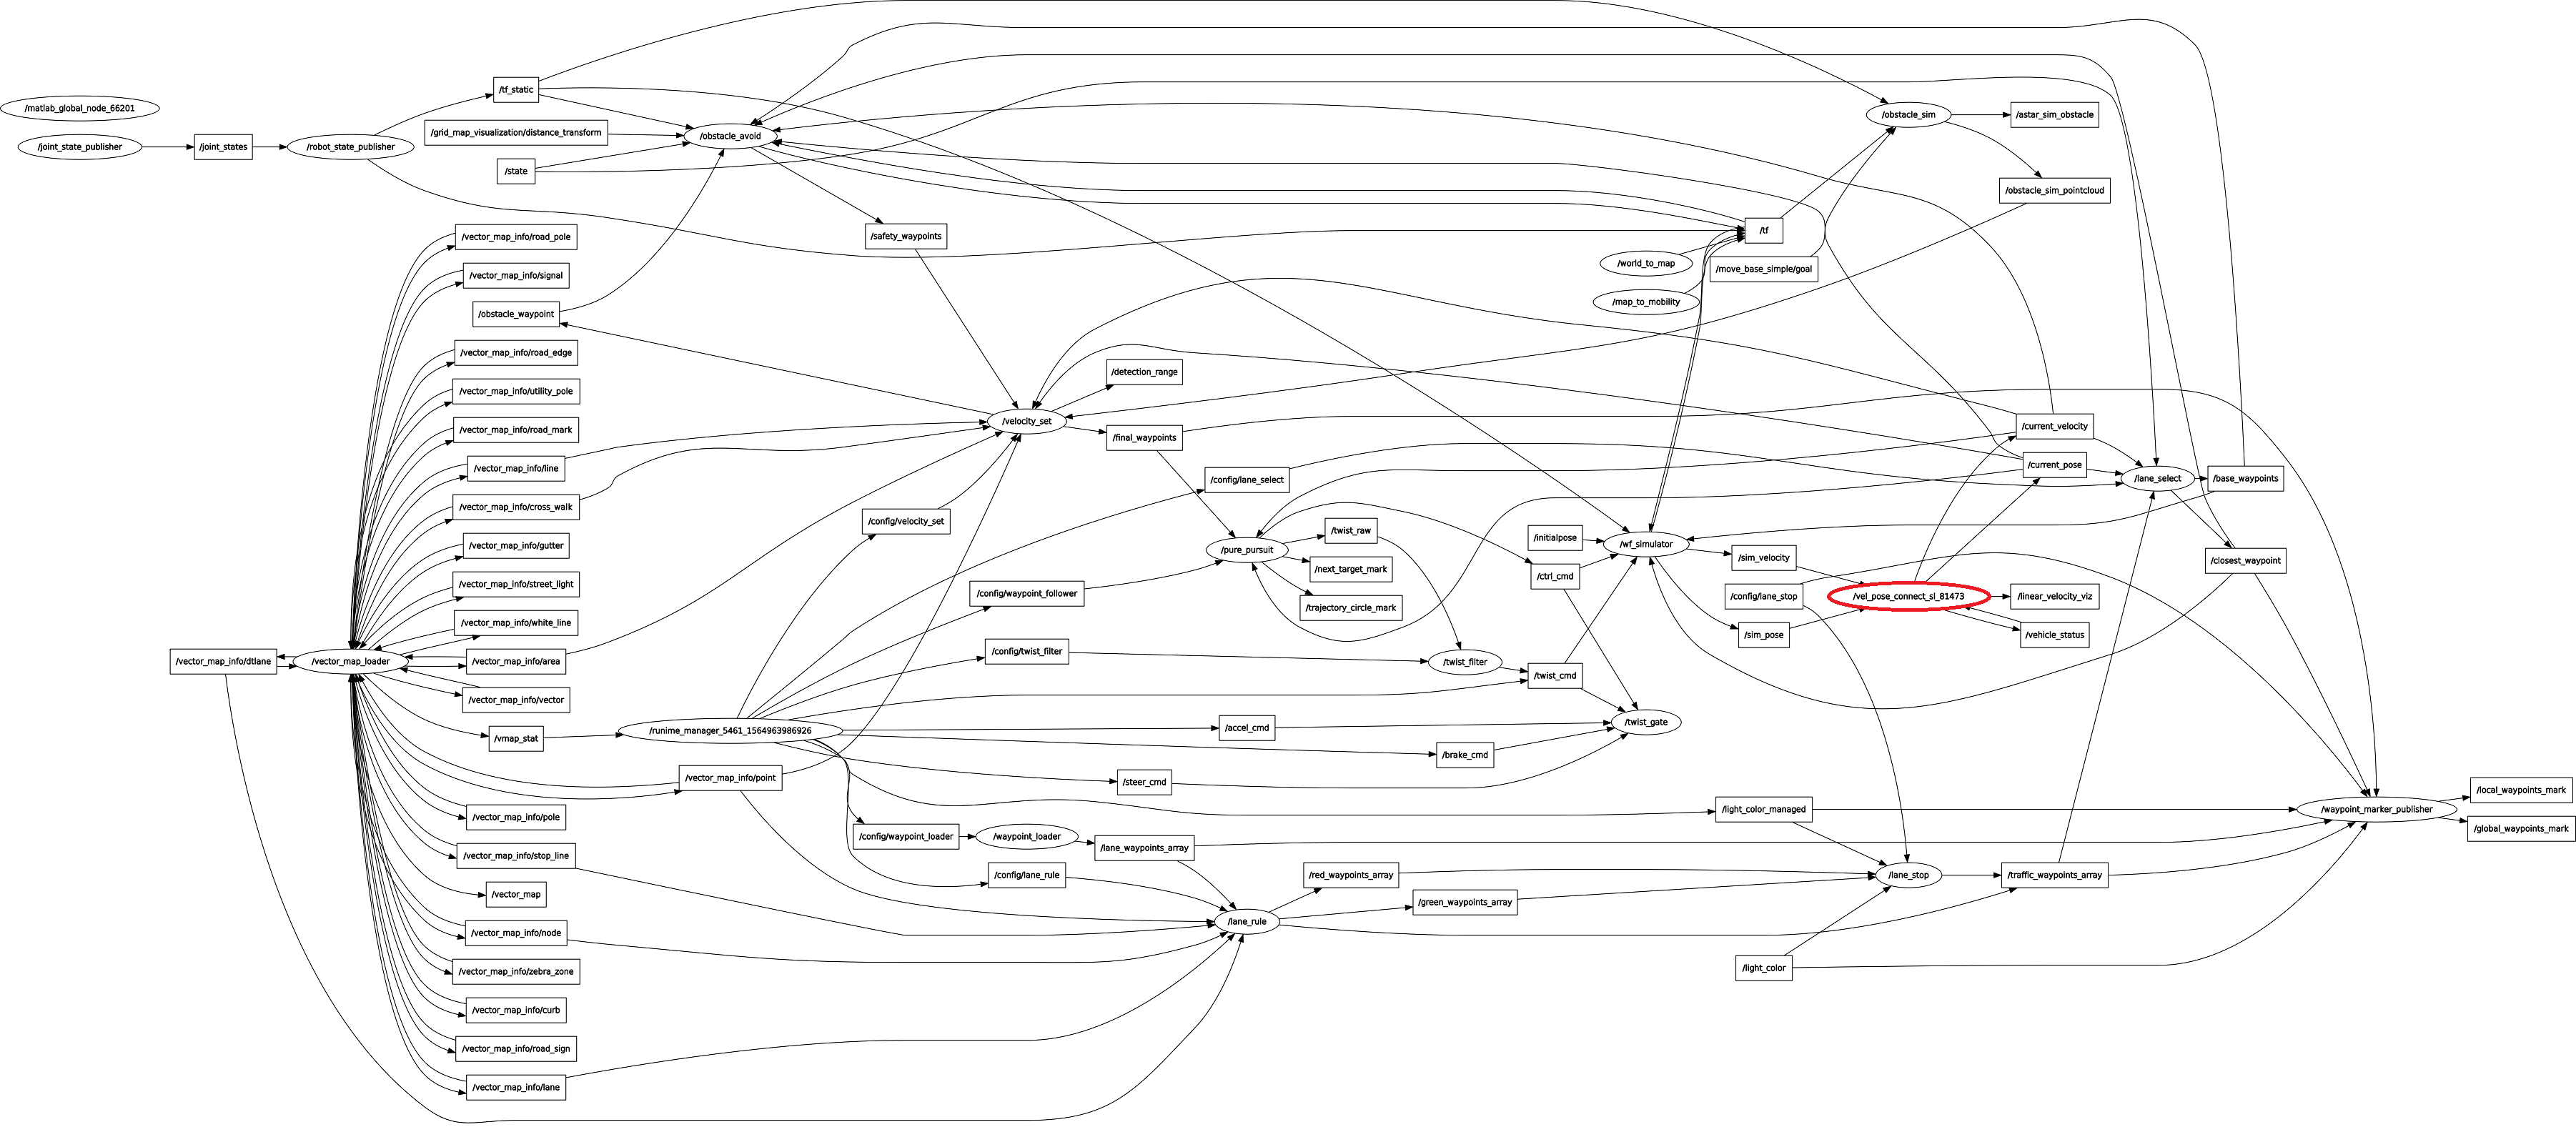 /matlab_global_node_66201
/joint_state_publisher
/joint_states
/robot_state_publisher
/tf_static
/grid_map_visualization/distance_transform
/state
/obstacle_avoid
/safety_waypoints
/obstacle_sim
/astar_sim_obstacle
/obstacle_sim_pointcloud
/tf
/world_to_map
/move_base_simple/goal
/map_to_mobility
/vector_map_info/road_pole
/vector_map_info/signal
/obstacle_waypoint
/vector_map_info/road_edge
/vector_map_info/utility_pole
/vector_map_info/road_mark
/vector_map_info/line
/vector_map_info/cross_walk
/vector_map_info/gutter
/vector_map_info/street_light
/vector_map_info/white_line
/vector_map_info/dtlane
/vector_map_loader
/vector_map_info/area
/vector_map_info/vector
/vmap_stat
/runime_manager_5461_1564963986926
/vector_map_info/point
/vector_map_info/pole
/vector_map_info/stop_line
/vector_map
/vector_map_info/node
/vector_map_info/zebra_zone
/vector_map_info/curb
/vector_map_info/road_sign
/vector_map_info/lane
/detection_range
/velocity_set
/final_waypoints
/config/lane_select
/config/velocity_set
/pure_pursuit
/twist_raw
/next_target_mark
/trajectory_circle_mark
/config/waypoint_follower
/config/twist_filter
/twist_filter
/initialpose
/ctrl_cmd
/twist_cmd
/wf_simulator
/sim_velocity
/config/lane_stop
/sim_pose
/vel_pose_connect_sl_81473
/linear_velocity_viz
/vehicle_status
/current_velocity
/current_pose
/lane_select
/base_waypoints
/closest_waypoint
/accel_cmd
/brake_cmd
/steer_cmd
/twist_gate
/light_color_managed
/config/waypoint_loader
/waypoint_loader
/lane_waypoints_array
/config/lane_rule
/red_waypoints_array
/green_waypoints_array
/lane_rule
/lane_stop
/traffic_waypoints_array
/light_color
/waypoint_marker_publisher
/local_waypoints_mark
/global_waypoints_mark